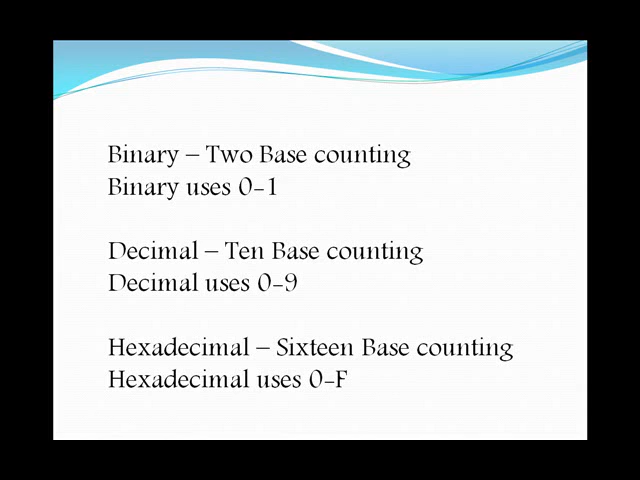 Binary – Two Base counting
Binary uses 0-1
Decimal – Ten Base counting
Decimal uses 0-9
Hexadecimal – Sixteen Base counting
Hexadecimal uses 0-F